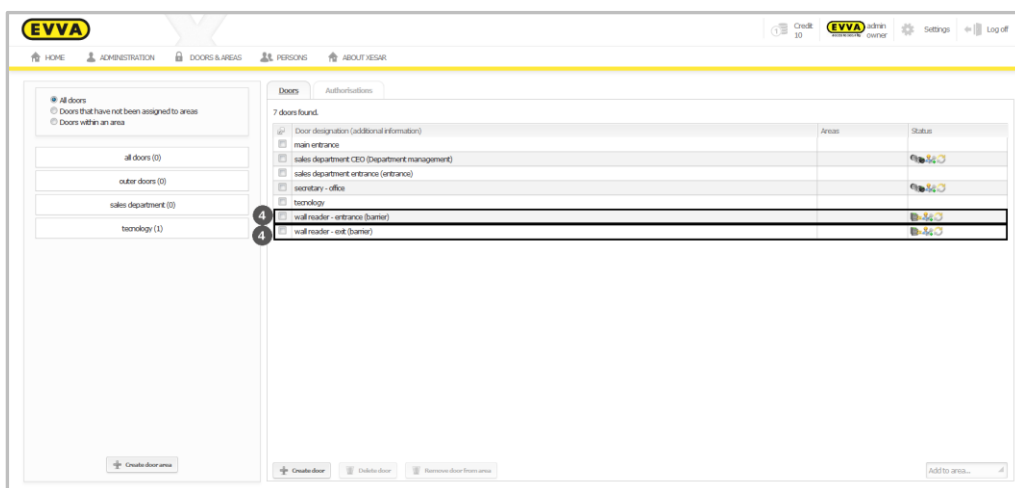 EVVA
Credit
10
EVVA admin
owner
Settings
Log off
HOME
ADMINISTRATION
DOORS & AREAS
PERSONS
ABOUT XESAR
All doors
Doors that have not been assigned to areas
Doors within an area
all doors (0)
outer doors (0)
sales department (0)
tecnology (1)
Create door area
Doors
Authorisations
7 doors found.
Door designation (additional information) Areas Status
main entrance
sales department CEO (Department management)
sales department entrance (entrance)
secretary - office
tecnology
4 wall reader - entrance (barrier)
4 wall reader - exit (barrier)
Create door
Delete door
Remove door from area
Add to area...